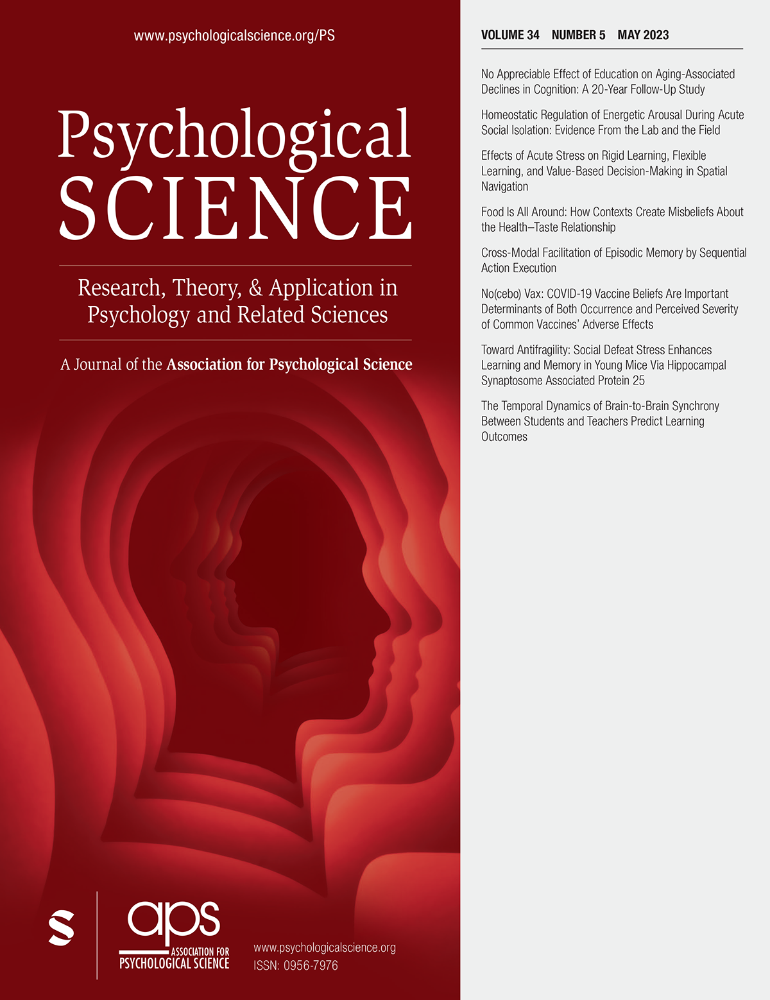 www.psychologicalscience.org/PS
Psychological
SCIENCE
Research, Theory, & Application in
Psychology and Related Sciences
A Journal of the Association for Psychological Science
aps
ASSOCIATION FOR
PSYCHOLOGICAL SCIENCE
www.psychologicalscience.org
ISSN: 0956-7976
VOLUME 34 NUMBER 5 MAY 2023
No Appreciable Effect of Education on Aging-Associated
Declines in Cognition: A 20-Year Follow-Up Study
Homeostatic Regulation of Energetic Arousal During Acute
Social Isolation: Evidence From the Lab and the Field
Effects of Acute Stress on Rigid Learning, Flexible
Learning, and Value-Based Decision-Making in Spatial
Navigation
Food Is All Around: How Contexts Create Misbeliefs About
the Health–Taste Relationship
Cross-Modal Facilitation of Episodic Memory by Sequential
Action Execution
No(cebo) Vax: COVID-19 Vaccine Beliefs Are Important
Determinants of Both Occurrence and Perceived Severity
of Common Vaccines’ Adverse Effects
Toward Antifragility: Social Defeat Stress Enhances
Learning and Memory in Young Mice Via Hippocampal
Synaptosome Associated Protein 25
The Temporal Dynamics of Brain-to-Brain Synchrony
Between Students and Teachers Predict Learning
Outcomes